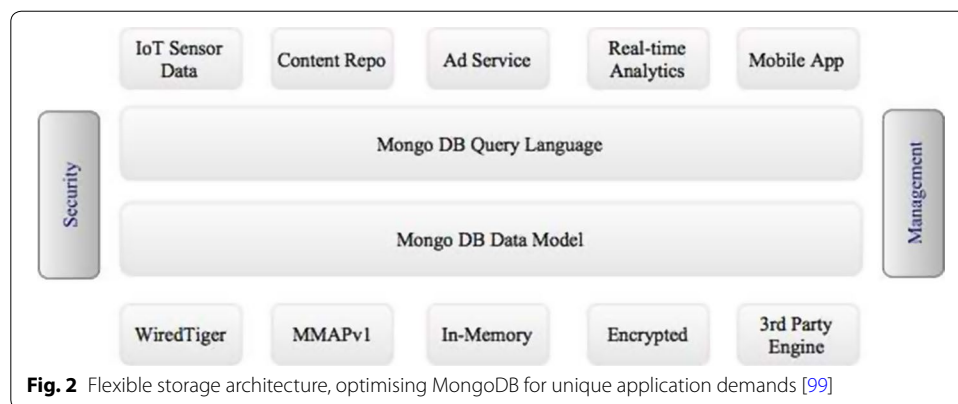 IoT Sensor
Data
Content Repo
Ad Service
Real-time
Analytics
Mobile App
Security
Mongo DB Query Language
Management
Mongo DB Data Model
WiredTiger
MMAPv1
In-Memory
Encrypted
3rd Party
Engine
Fig. 2 Flexible storage architecture, optimising MongoDB for unique application demands [99]